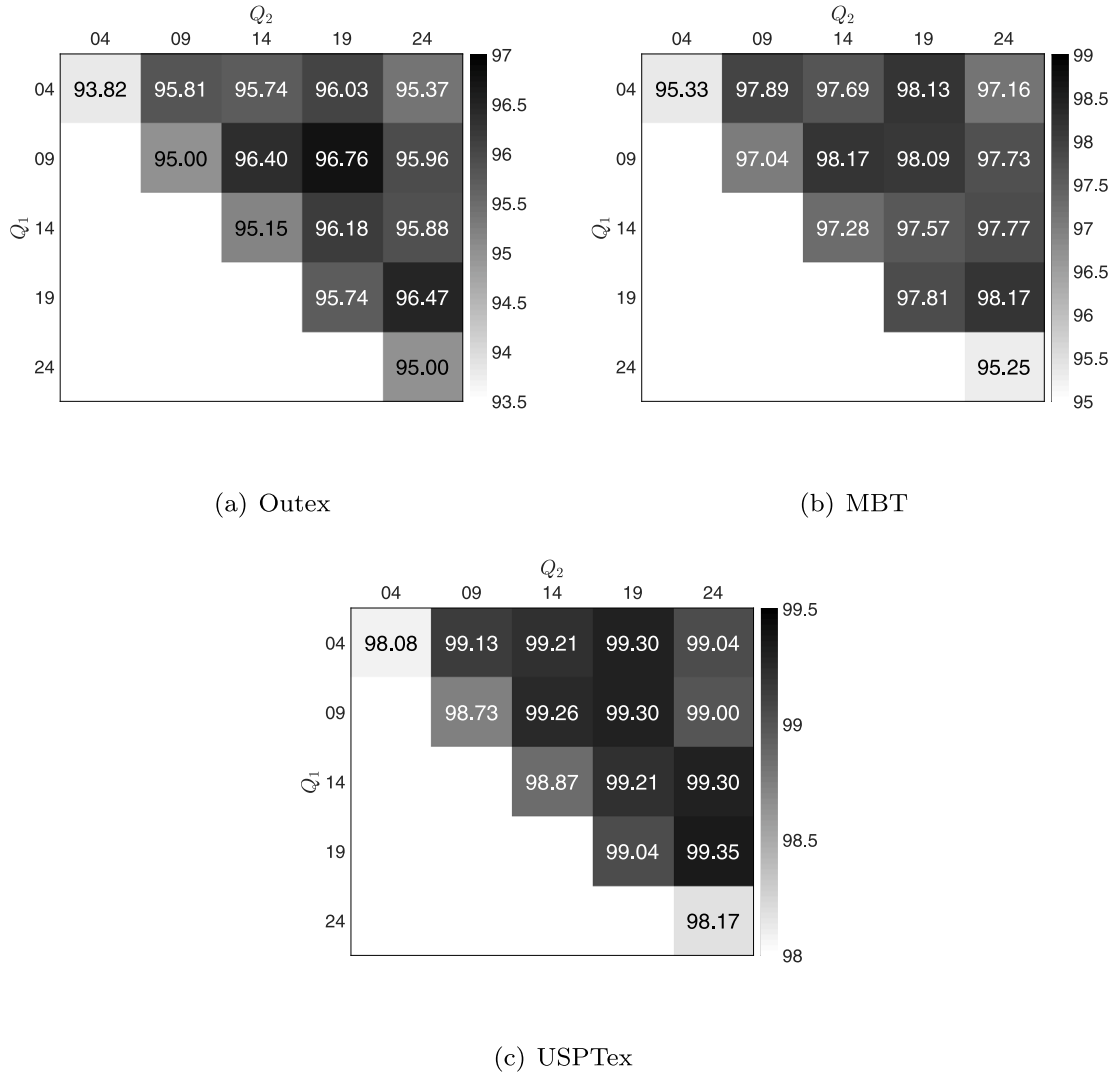 Q2
04 09 14 19 24
04 93.82 95.81 95.74 96.03 95.37
09 95.00 96.40 96.76 95.96
Q1 14 95.15 96.18 95.88
19 95.74 96.47
24 95.00
97
96.5
96
95.5
95
94.5
94
93.5
(a) Outex
Q2
04 09 14 19 24
04 95.33 97.89 97.69 98.13 97.16
09 97.04 98.17 98.09 97.73
Q1 14 97.28 97.57 97.77
19 97.81 98.17
24 95.25
99
98.5
98
97.5
97
96.5
96
95.5
95
(b) MBT
Q2
04 09 14 19 24
04 98.08 99.13 99.21 99.30 99.04
09 98.73 99.26 99.30 99.00
Q1 14 98.87 99.21 99.30
19 99.04 99.35
24 98.17
99.5
99
98.5
98
(c) USPTex